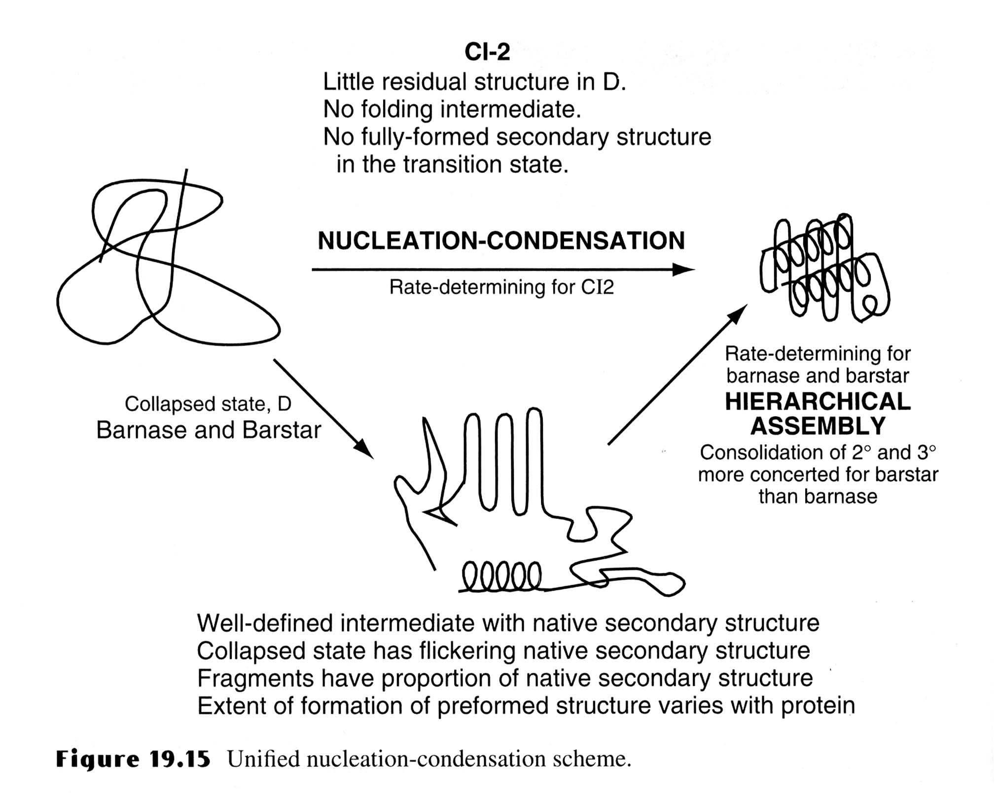 CI-2
Little residual structure in D.
No folding intermediate.
No fully-formed secondary structure
in the transition state.
NUCLEATION-CONDENSATION
Rate-determining for CI2
Collapsed state, D
Barnase and Barstar
Rate-determining for
barnase and barstar
HIERARCHICAL
ASSEMBLY
Consolidation of 2° and 3°
more concerted for barstar
than barnase
Well-defined intermediate with native secondary structure
Collapsed state has flickering native secondary structure
Fragments have proportion of native secondary structure
Extent of formation of preformed structure varies with protein
Figure 19.15 Unified nucleation-condensation scheme.